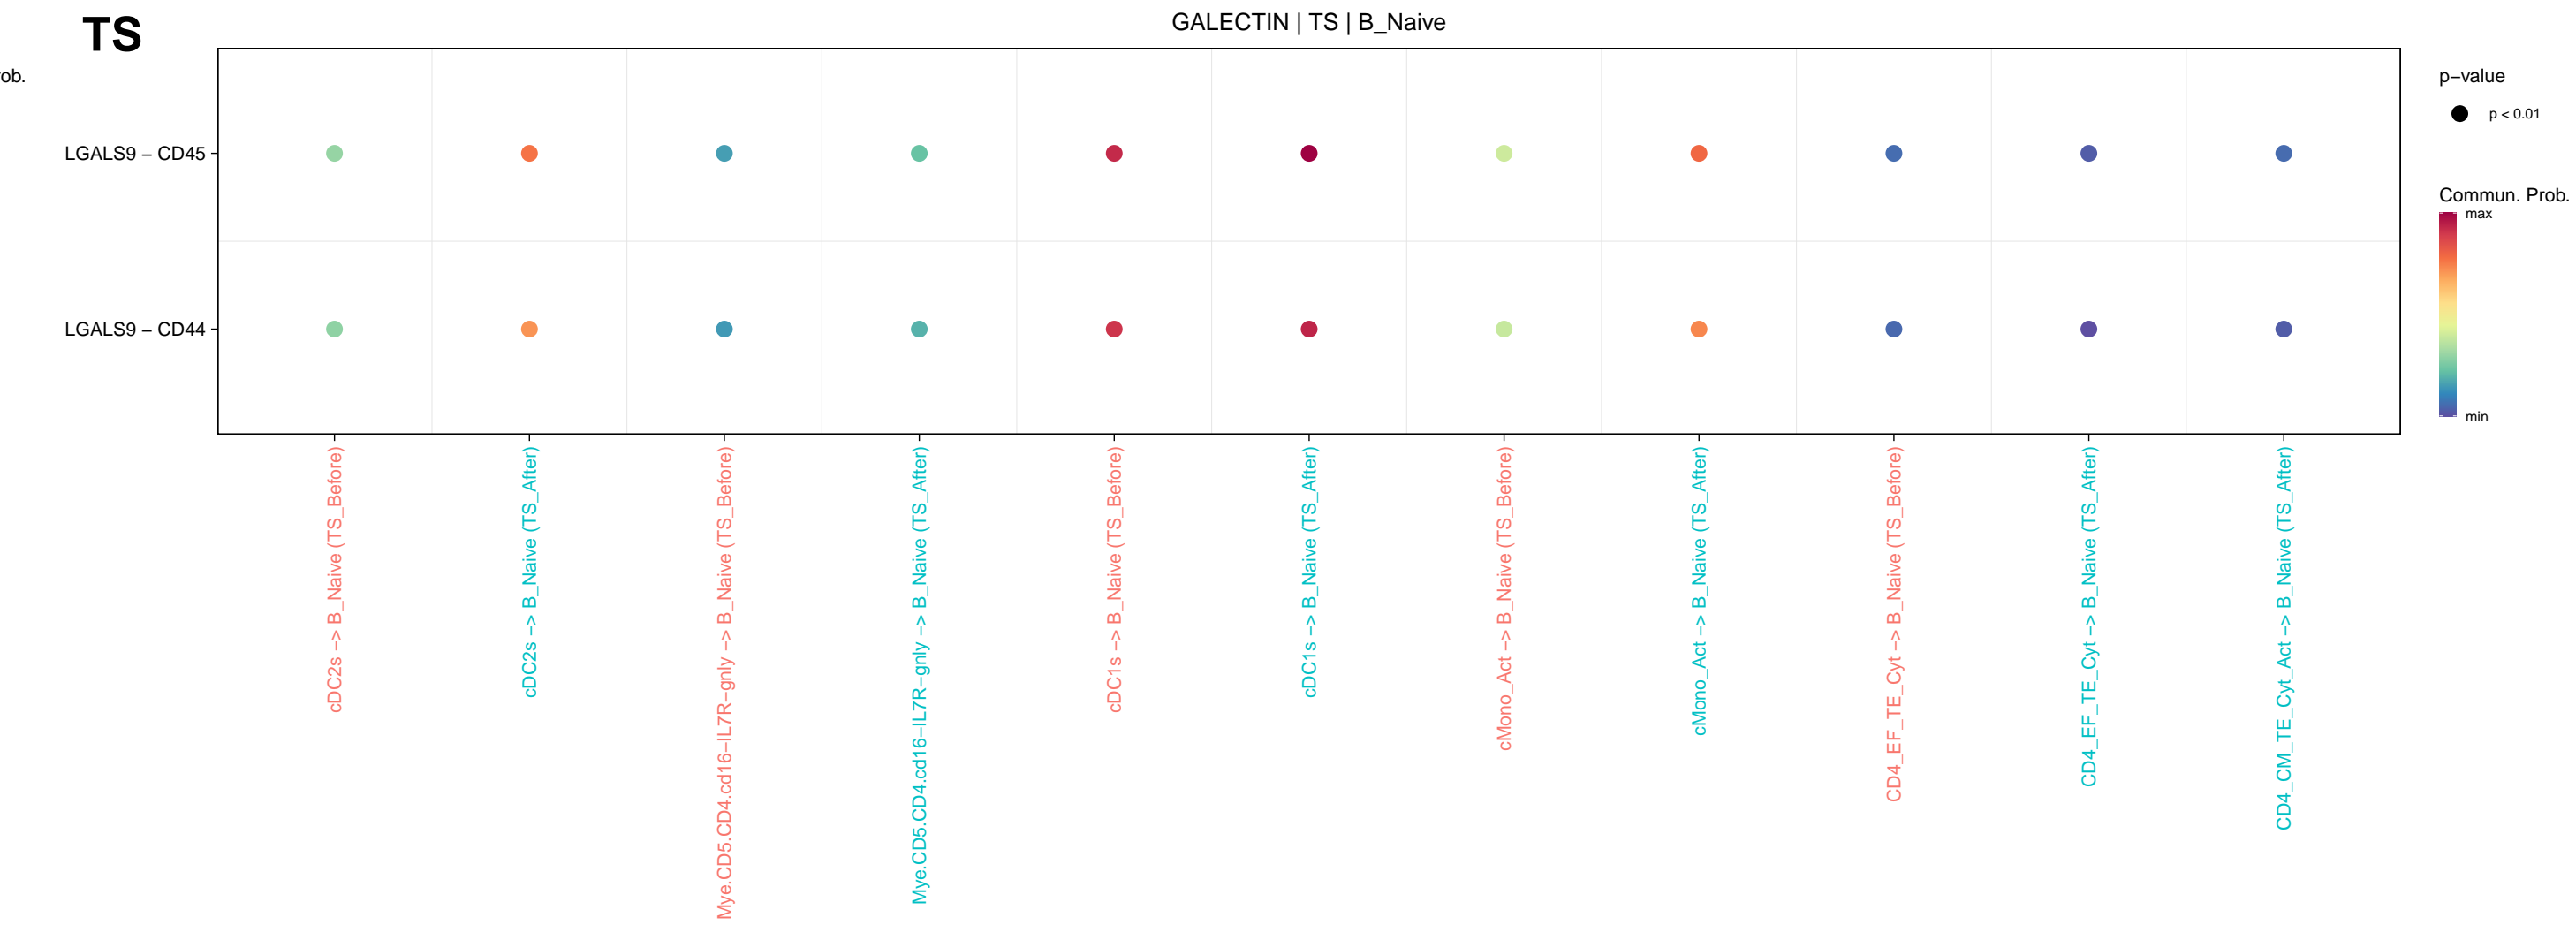 TS
GALECTIN | TS | B_Naive
ob.
LGALS9 – CD45
LGALS9 – CD44
p−value
p < 0.01
Commun. Prob.
max
min
cDC2s −> B_Naive (TS_Before)
cDC2s −> B_Naive (TS_After)
Mye.CD5.CD4.cd16−IL7R−gnly −> B_Naive (TS_Before)
Mye.CD5.CD4.cd16−IL7R−gnly −> B_Naive (TS_After)
cDC1s −> B_Naive (TS_Before)
cDC1s −> B_Naive (TS_After)
cMono_Act −> B_Naive (TS_Before)
cMono_Act −> B_Naive (TS_After)
CD4_EF_TE_Cyt −> B_Naive (TS_Before)
CD4_EF_TE_Cyt −> B_Naive (TS_After)
CD4_CM_TE_Cyt_Act −> B_Naive (TS_After)